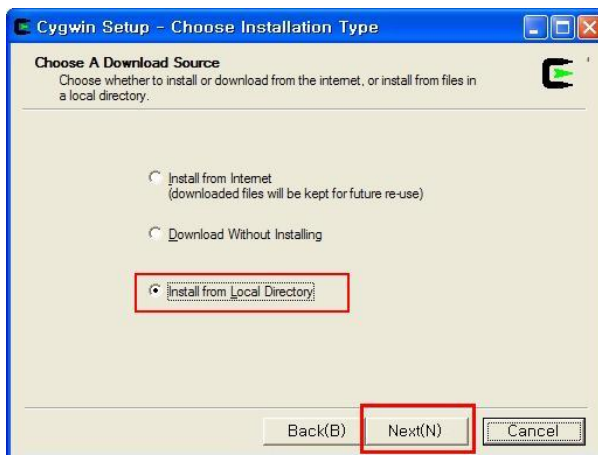 Cygwin Setup - Choose Installation Type
Choose A Download Source
Choose whether to install or download from the internet, or install from files in
a local directory.
Install from Internet
(downloaded files will be kept for future re-use)
Download Without Installing
Install from Local Directory
Back(B) Next(N) Cancel